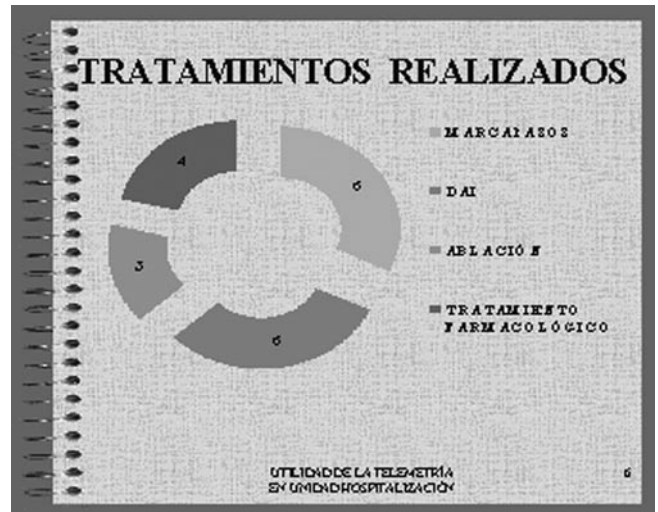 TRATAMIENTOS REALIZADOS
4
6
3
6
MARCAPASOS
DAI
ABLACIÓN
TRATAMIENTO
FARMACOLÓGICO
UTILIDAD DE LA TELEMETRÍA
EN UNIDAD HOSPITALIZACIÓN
6